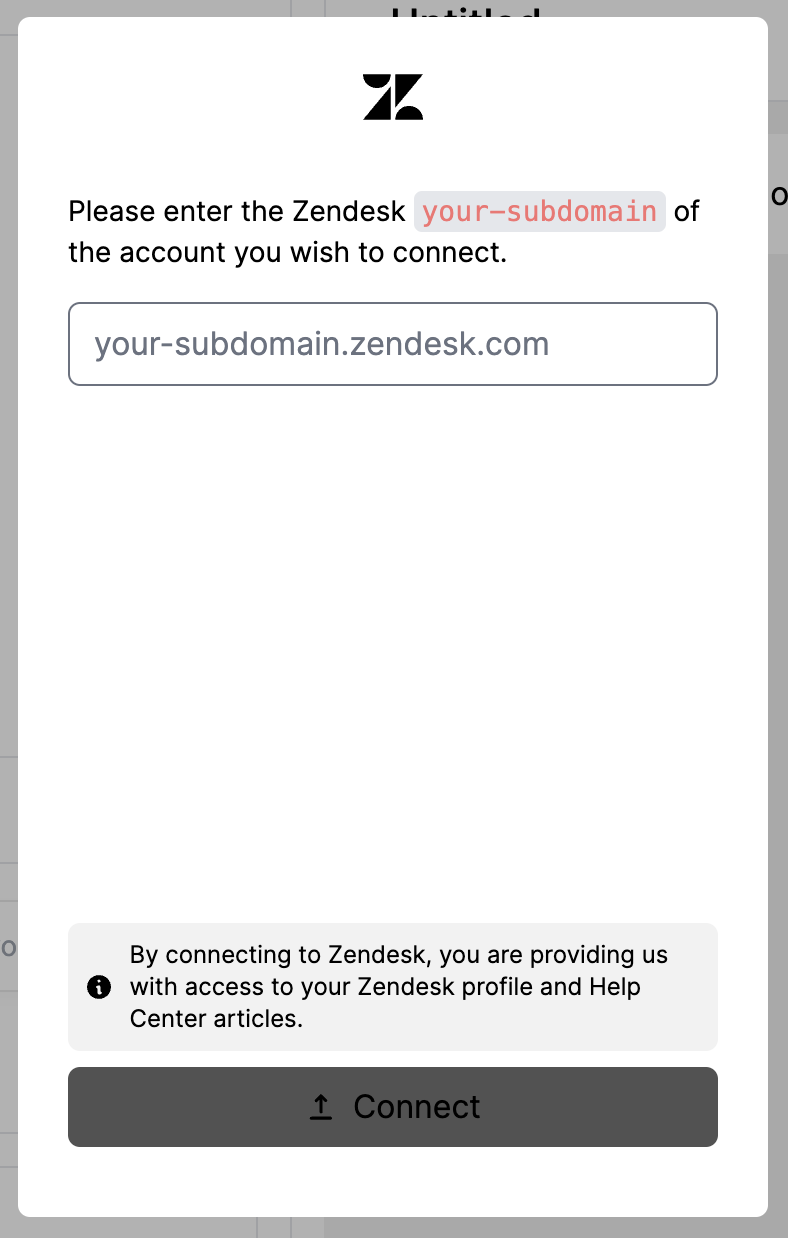 Untitled
Please enter the Zendesk your-subdomain of
the account you wish to connect.
your-subdomain.zendesk.com
By connecting to Zendesk, you are providing us
with access to your Zendesk profile and Help
Center articles.
Connect